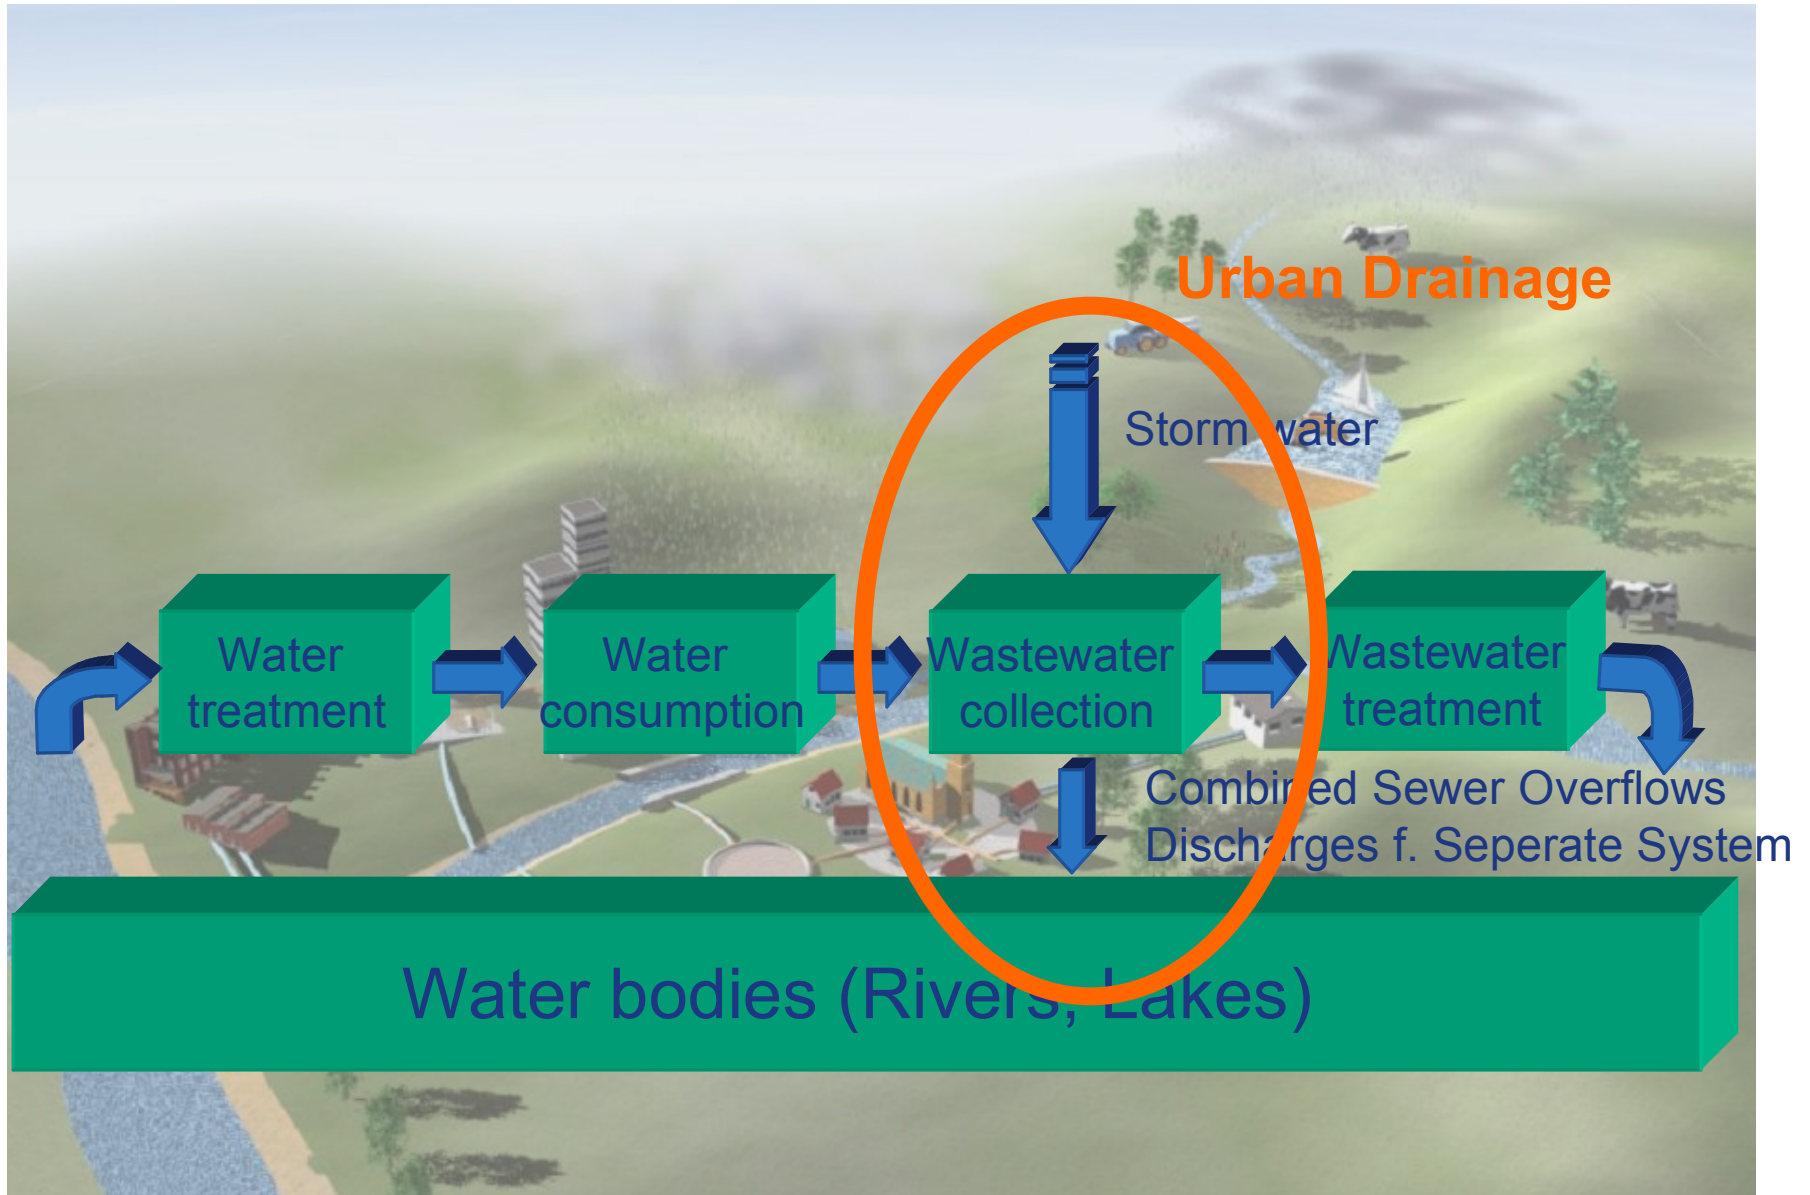 Urban Drainage
Storm water
Water
treatment
Water
consumption
Wastewater
collection
Wastewater
treatment
Combined Sewer Overflows
Discharges f. Seperate System
Water bodies (Rivers, Lakes)